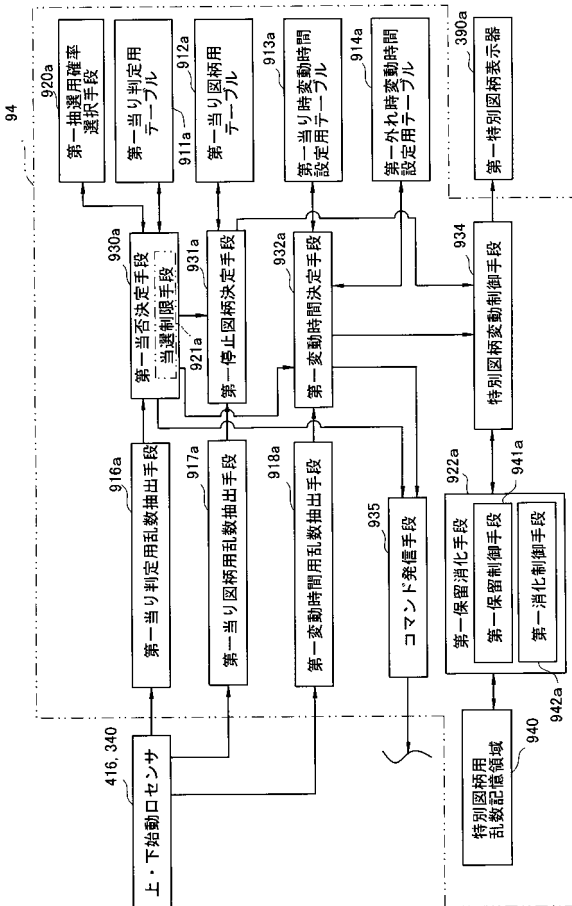 94
920a
第一抽選用確率
選択手段
第一当り判定用
テーブル
911a
912a
第一当り図柄用
テーブル
913a
第一当り時変動時間
設定用テーブル
914a
第一外れ時変動時間
設定用テーブル
390a
第一特別図柄表示器
930a
第一当否決定手段
当選制限手段
921a
931a
第一停止図柄決定手段
932a
第一変動時間決定手段
934
特別図柄変動制御手段
916a
第一当り判定用乱数抽出手段
917a
第一当り図柄用乱数抽出手段
918a
第一変動時間用乱数抽出手段
935
コマンド発信手段
922a
941a
第一保留消化手段
第一保留制御手段
第一消化制御手段
942a
416, 340
上・下始動口センサ
940
特別図柄用
乱数記憶領域